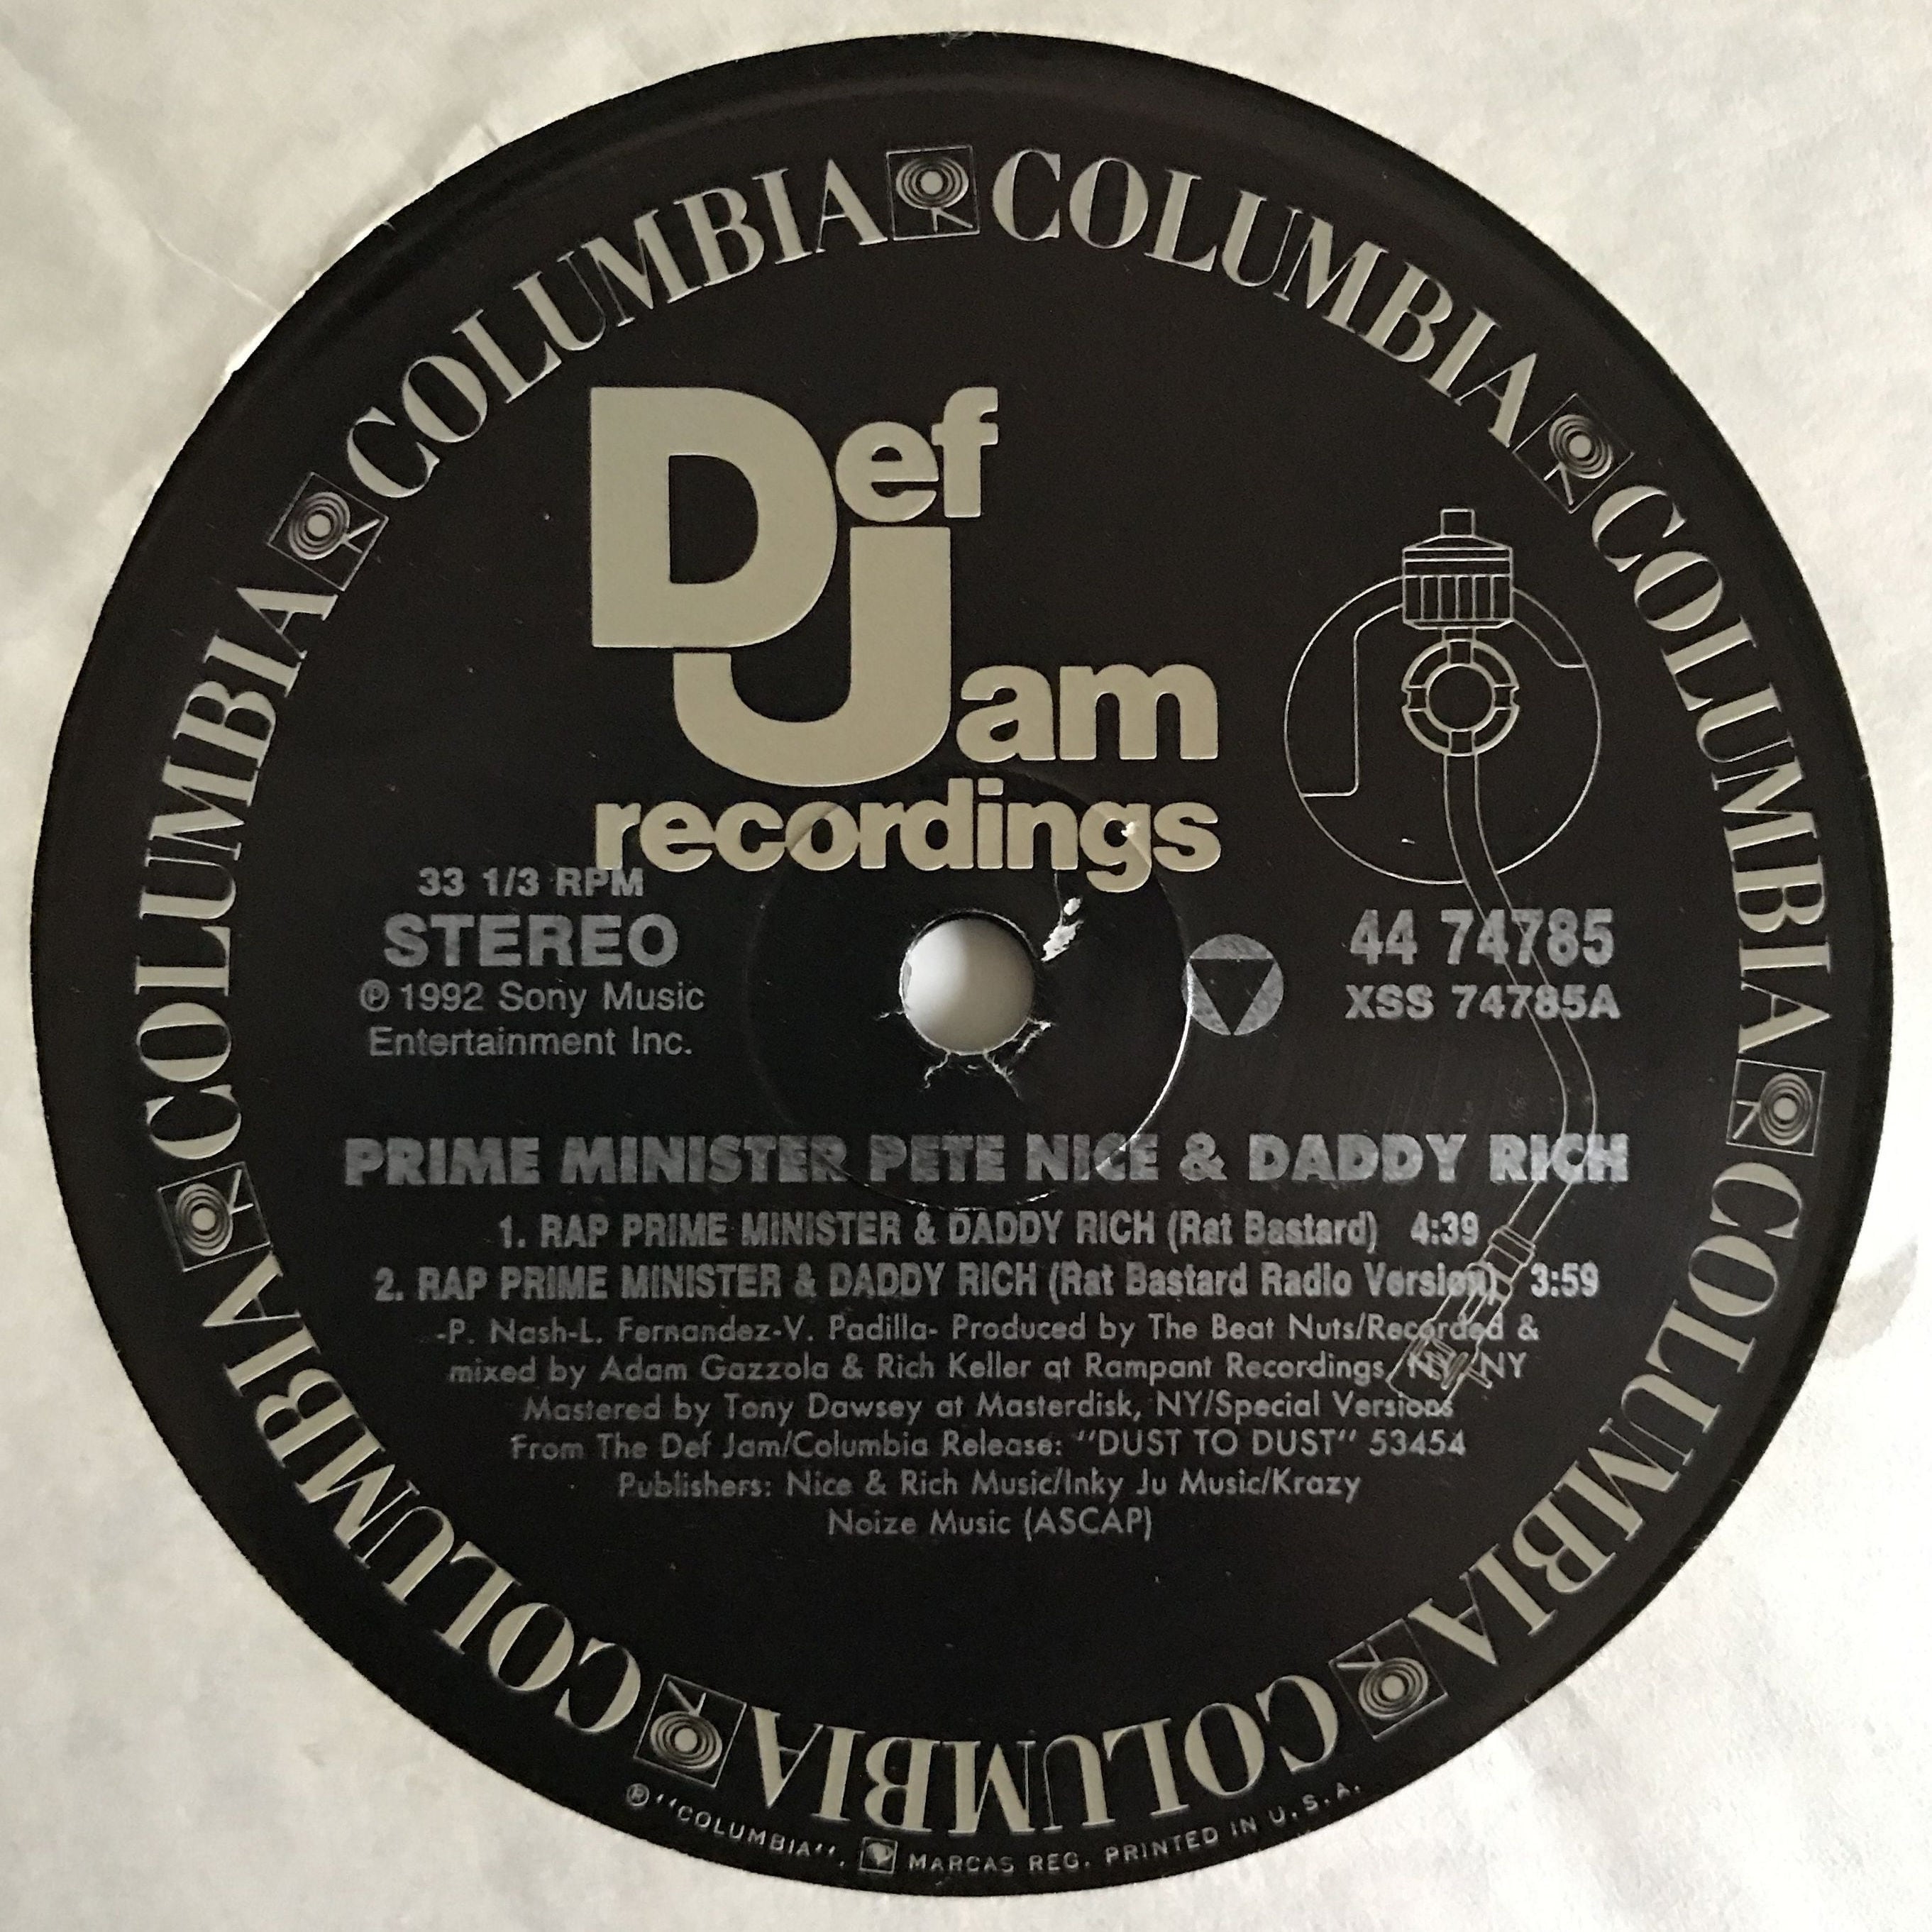 COLUMBIA COLUMBIA COLUMBIA COLUMBIA COLUMBIA COLUMBIA COLUMBIA
Def
Jam
recordings
33 1/3 RPM
STEREO
℗ 1992 Sony Music
Entertainment Inc.
44 74785
XSS 74785A
PRIME MINISTER PETE NICE & DADDY RICH
1. RAP PRIME MINISTER & DADDY RICH (Rat Bastard) 4:39
2. RAP PRIME MINISTER & DADDY RICH (Rat Bastard Radio Version) 3:59
-P. Nash-L. Fernandez-V. Padilla- Produced by The Beat Nuts/Recorded &
mixed by Adam Gazzola & Rich Keller at Rampant Recordings, NY, NY
Mastered by Tony Dawsey at Masterdisk, NY/Special Versions
From The Def Jam/Columbia Release: "DUST TO DUST" 53454
Publishers: Nice & Rich Music/Inky Ju Music/Krazy
Noize Music (ASCAP)
® "COLUMBIA", MARCAS REG. PRINTED IN U.S.A.